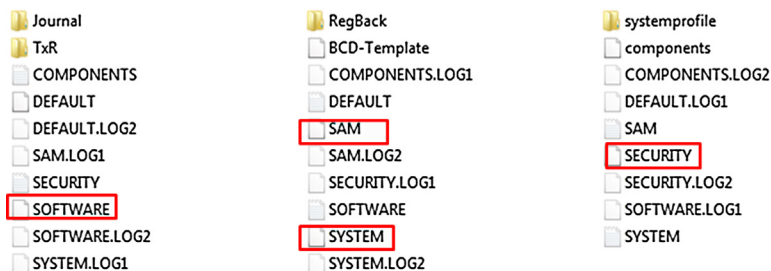 Journal RegBack systemprofile
TxR BCD-Template components
COMPONENTS COMPONENTS.LOG1 COMPONENTS.LOG2
DEFAULT DEFAULT DEFAULT.LOG1
DEFAULT.LOG2 SAM SAM
SAM.LOG1 SAM.LOG2 SECURITY
SECURITY SECURITY.LOG1 SECURITY.LOG2
SOFTWARE SOFTWARE SOFTWARE.LOG1
SOFTWARE.LOG2 SYSTEM SYSTEM
SYSTEM.LOG1 SYSTEM.LOG2